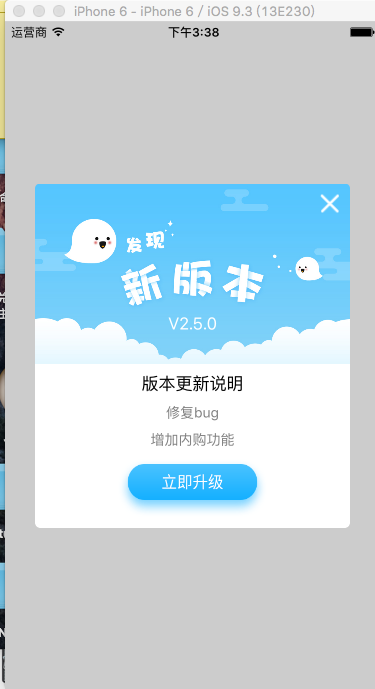 iPhone 6 - iPhone 6 / iOS 9.3 (13E230)
运营商 下午3:38
发现
新版本
V2.5.0
版本更新说明
修复bug
增加内购功能
立即升级